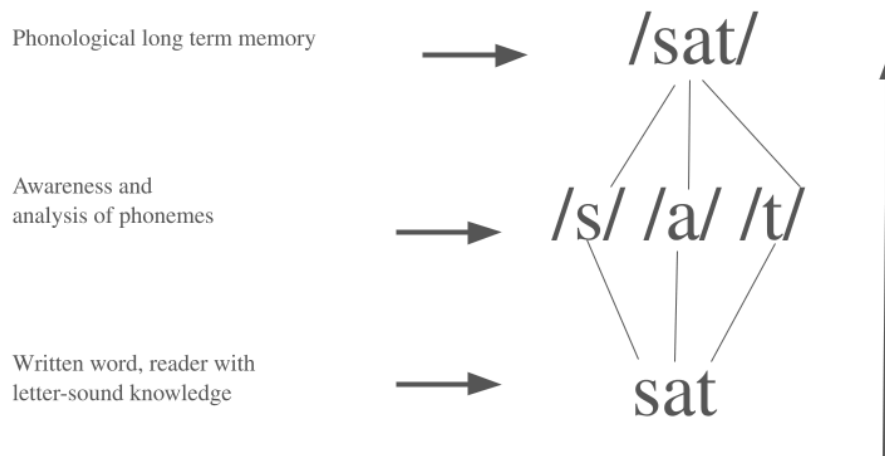 Phonological long term memory
/sat/
Awareness and
analysis of phonemes
/s/ /a/ /t/
Written word, reader with
letter-sound knowledge
sat